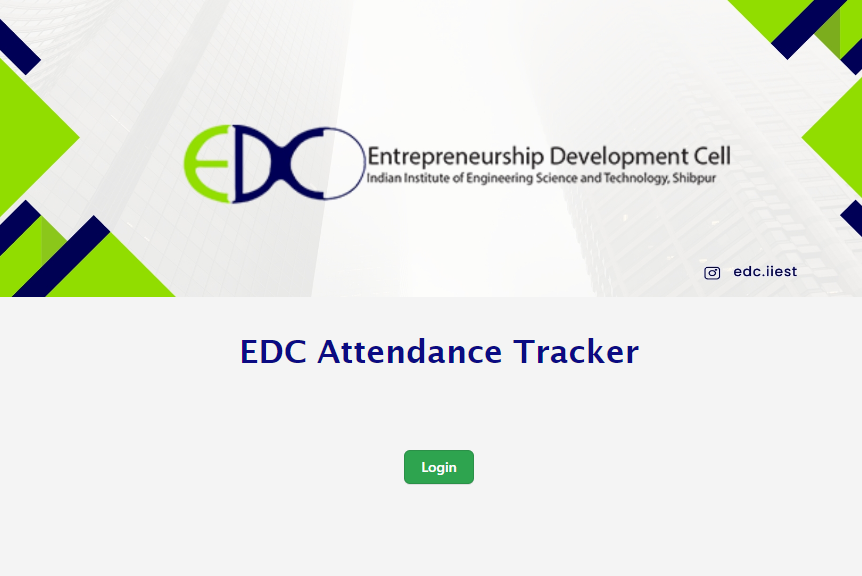 EDC
Entrepreneurship Development Cell
Indian Institute of Engineering Science and Technology, Shibpur
edc.iiest
EDC Attendance Tracker
Login